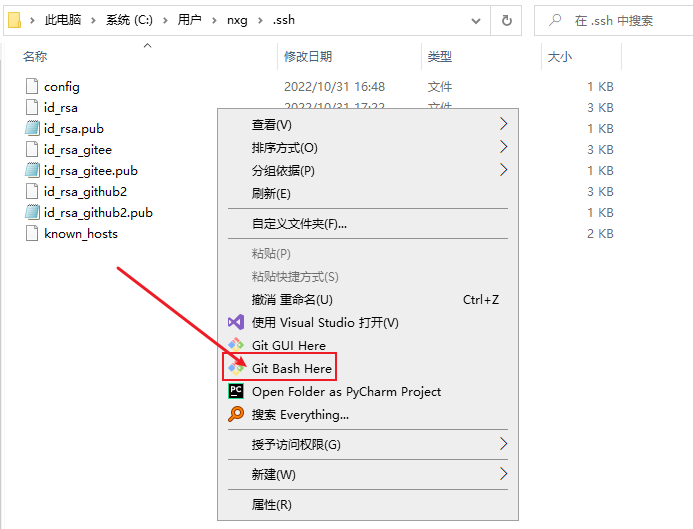 此电脑 > 系统 (C:) > 用户 > nxg > .ssh
在 .ssh 中搜索
名称 修改日期 类型 大小
config 2022/10/31 16:48 文件 1 KB
id_rsa 2022/10/31 17:22 文件 3 KB
id_rsa.pub 1 KB
id_rsa_gitee 3 KB
id_rsa_gitee.pub 1 KB
id_rsa_github2 3 KB
id_rsa_github2.pub 1 KB
known_hosts 2 KB
查看(V)
排序方式(O)
分组依据(P)
刷新(E)
自定义文件夹(F)...
粘贴(P)
粘贴快捷方式(S)
撤消 重命名(U) Ctrl+Z
使用 Visual Studio 打开(V)
Git GUI Here
Git Bash Here
PC Open Folder as PyCharm Project
搜索 Everything...
授予访问权限(G)
新建(W)
属性(R)